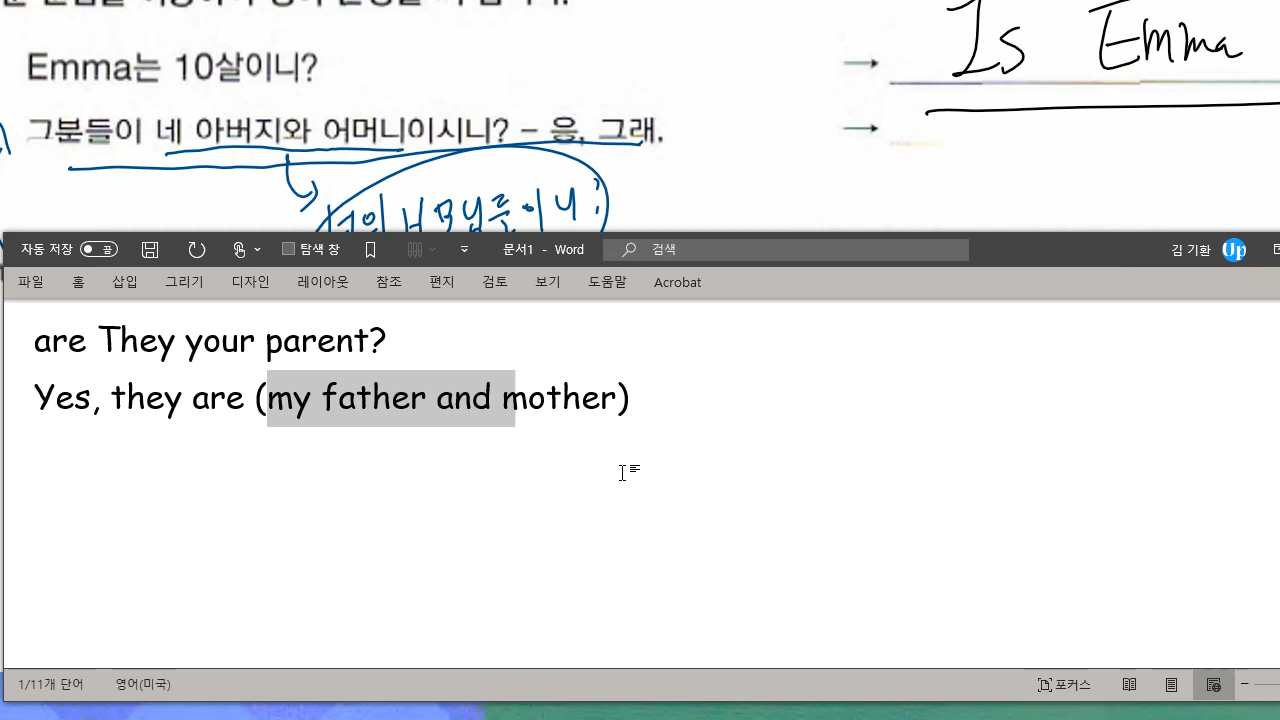 Is Emma
Emma는 10살이니? →
그분들이 네 아버지와 어머니이시니? – 응, 그래. →
자동 저장 끔 탐색 창 문서1 - Word 검색 김 기환 Up
파일 홈 삽입 그리기 디자인 레이아웃 참조 편지 검토 보기 도움말 Acrobat
are They your parent?
Yes, they are (my father and mother)
1/11개 단어 영어(미국) 포커스